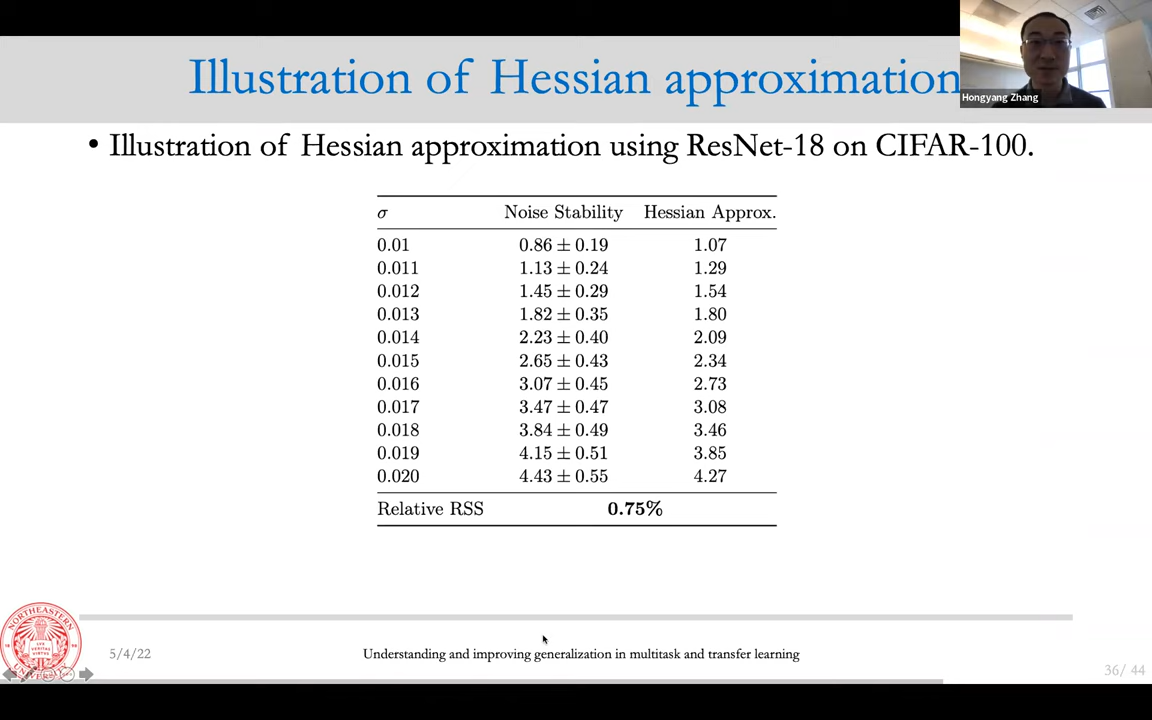 Illustration of Hessian approximation
Hongyang Zhang
• Illustration of Hessian approximation using ResNet-18 on CIFAR-100.
σ Noise Stability Hessian Approx.
0.01 0.86 ± 0.19 1.07
0.011 1.13 ± 0.24 1.29
0.012 1.45 ± 0.29 1.54
0.013 1.82 ± 0.35 1.80
0.014 2.23 ± 0.40 2.09
0.015 2.65 ± 0.43 2.34
0.016 3.07 ± 0.45 2.73
0.017 3.47 ± 0.47 3.08
0.018 3.84 ± 0.49 3.46
0.019 4.15 ± 0.51 3.85
0.020 4.43 ± 0.55 4.27
Relative RSS 0.75%
NORTHEASTERN
UNIVERSITY
5/4/22
Understanding and improving generalization in multitask and transfer learning
36/ 44